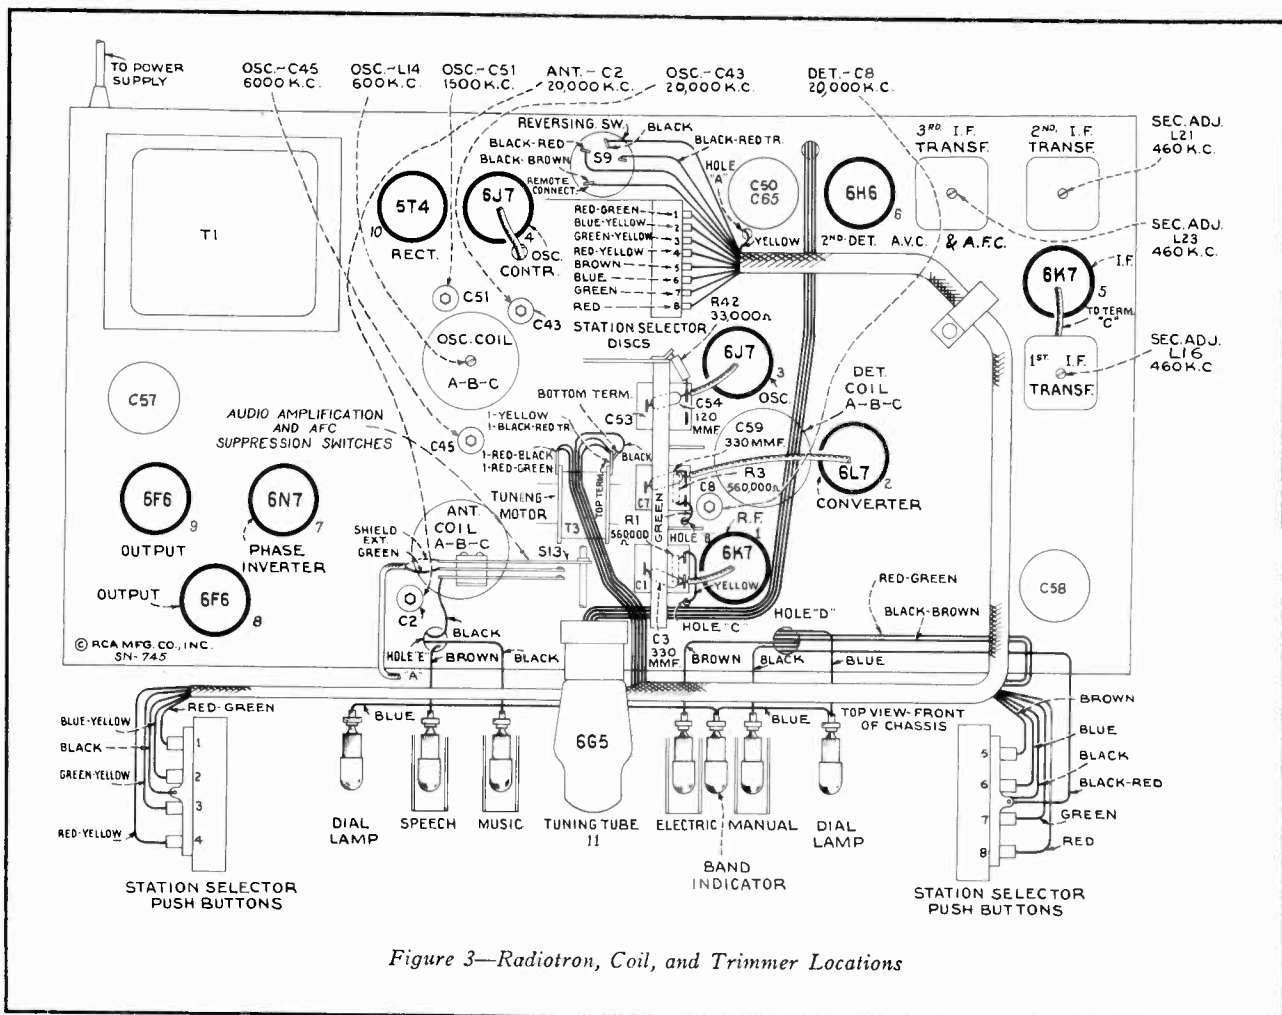 TO POWER
SUPPLY
OSC.-C45
6000 K.C.
OSC.-L14
600 K.C.
OSC.-C51
1500 K.C.
ANT.-C2
20,000 K.C.
OSC.-C43
20,000 K.C.
DET.-C8
20,000 K.C.
SEC. ADJ.
L21
460 K.C.
SEC. ADJ.
L23
460 K.C.
SEC. ADJ.
L16
460 K.C
REVERSING SW.
BLACK
BLACK-RED
S9
BLACK-RED TR.
BLACK-BROWN
REMOTE
CONNECT.
HOLE
"A"
C50
C65
6H6
6
2ND. DET. A.V.C. & A.F.C.
3RD. I.F.
TRANSF.
2ND. I.F.
TRANSF.
T1
5T4
10
RECT.
6J7
4
OSC.
CONTR.
RED-GREEN
1
BLUE-YELLOW
2
GREEN-YELLOW
3
RED-YELLOW
4
BROWN
5
BLUE
6
GREEN
7
RED
8
YELLOW
STATION SELECTOR
DISCS
6K7
I.F.
5
TO TERM.
"C"
1ST. I.F.
TRANSF.
C51
C43
R42
33,000Ω
OSC. COIL
A-B-C
6J7
3
OSC.
DET.
COIL
A-B-C
C57
AUDIO AMPLIFICATION
AND AFC
SUPPRESSION SWITCHES
BOTTOM TERM.
1-YELLOW
1-BLACK-RED TR.
C53
C54
120
MMF.
C59
330 MMF.
C45
1-RED-BLACK
1-RED-GREEN
BLACK
TOP TERM.
TUNING
MOTOR
T3
C7
GREEN
R3
560,000Ω
C8
6L7
2
CONVERTER
6F6
9
OUTPUT
6N7
7
PHASE
INVERTER
ANT.
COIL
A-B-C
SHIELD
EXT.
GREEN
S13
R1
56000
Ω
HOLE B
R.F.
1
6K7
C1
YELLOW
C58
OUTPUT
6F6
8
C2
© RCA MFG. CO., INC.
SN-745
BLACK
HOLE "E"
"A"
BROWN
BLACK
HOLE "C"
C3
330
MMF.
HOLE "D"
RED-GREEN
BLACK-BROWN
BROWN
BLACK
BLUE
RED-GREEN
BLUE-YELLOW
BLACK
GREEN-YELLOW
RED-YELLOW
1
2
3
4
STATION SELECTOR
PUSH BUTTONS
BLUE
6G5
BLUE
TOP VIEW-FRONT
OF CHASSIS
DIAL
LAMP
SPEECH
MUSIC
TUNING TUBE
11
ELECTRIC
MANUAL
DIAL
LAMP
BAND
INDICATOR
BROWN
BLUE
BLACK
BLACK-RED
GREEN
RED
5
6
7
8
STATION SELECTOR
PUSH BUTTONS
Figure 3—Radiotron, Coil, and Trimmer Locations